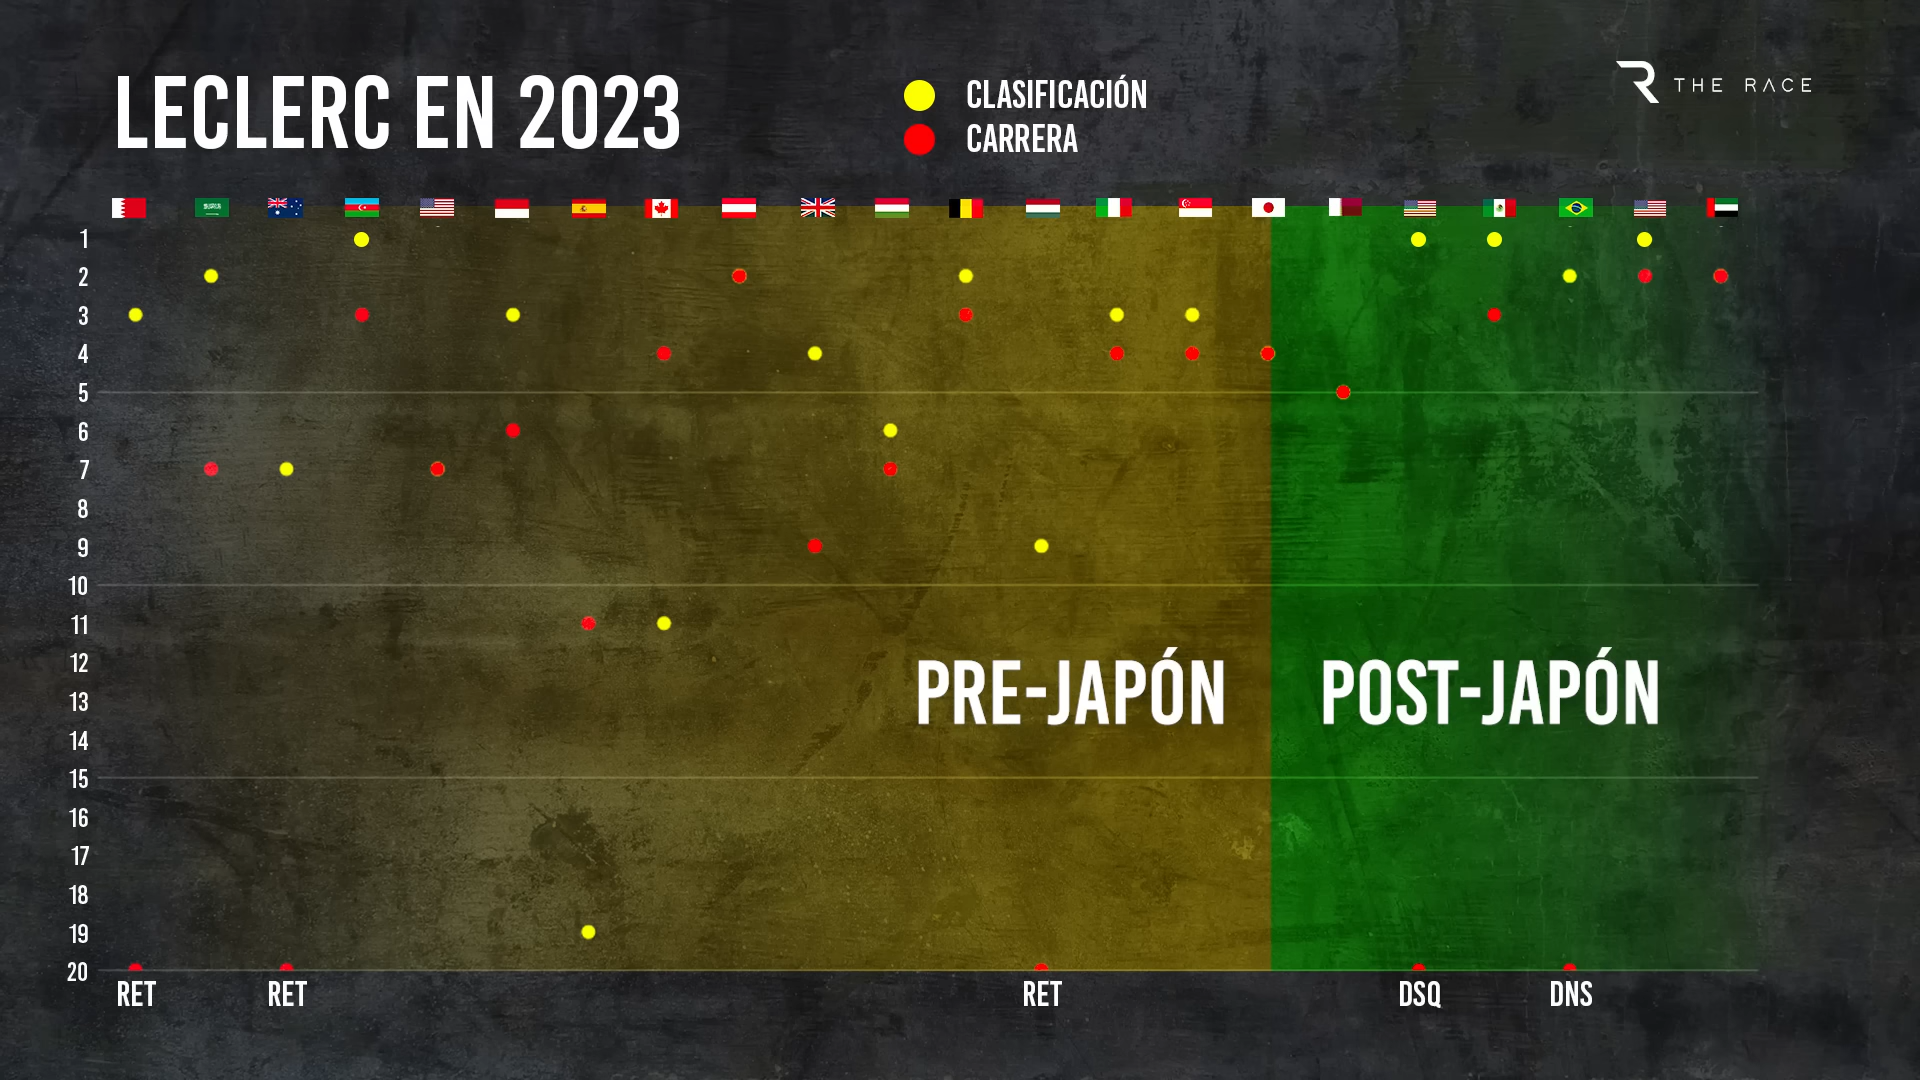 LECLERC EN 2023
CLASIFICACIÓN
CARRERA
THE RACE
1
2
3
4
5
6
7
8
9
10
11
12
13
14
15
16
17
18
19
20
PRE-JAPÓN
POST-JAPÓN
RET
RET
RET
DSQ
DNS